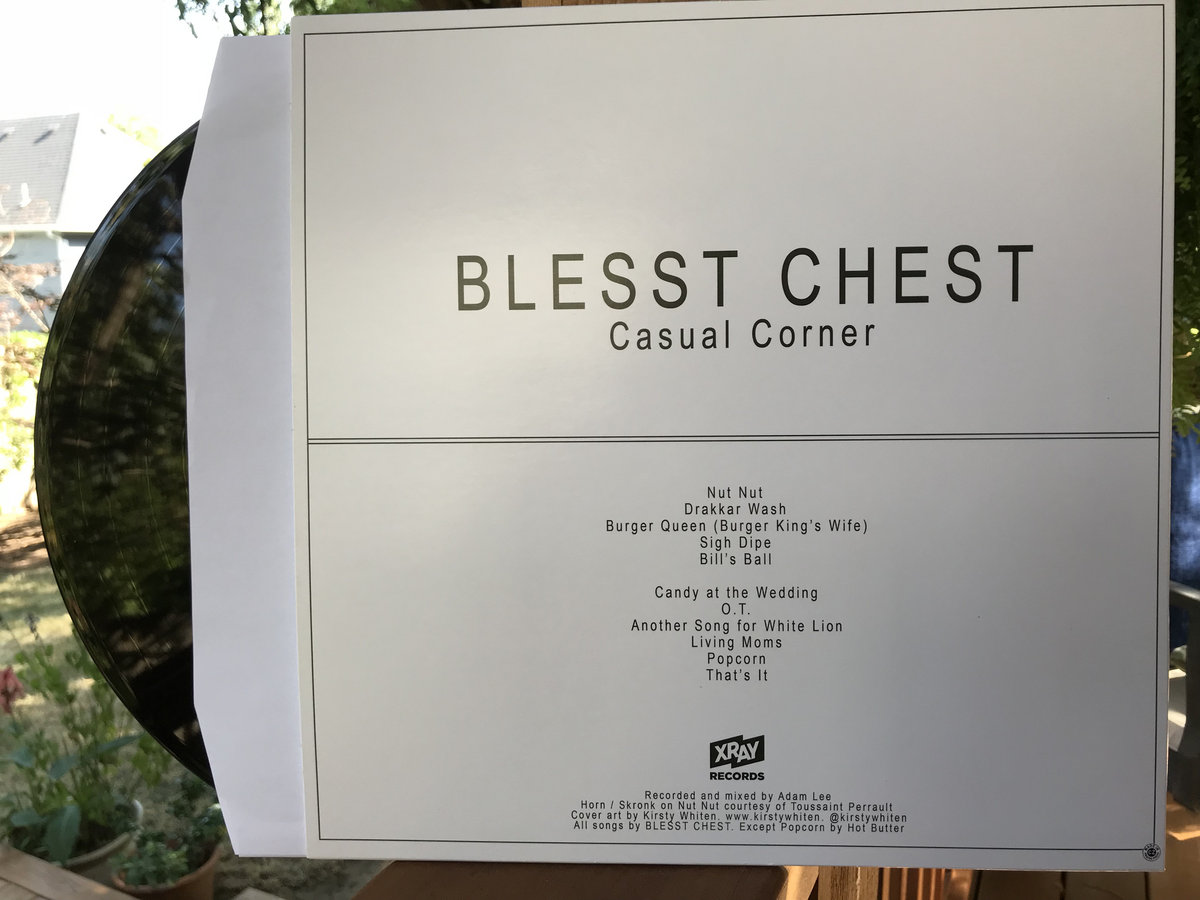 BLESST CHEST
Casual Corner
Nut Nut
Drakkar Wash
Burger Queen (Burger King's Wife)
Sigh Dipe
Bill's Ball
Candy at the Wedding
O.T.
Another Song for White Lion
Living Moms
Popcorn
That's It
XRAY
RECORDS
Recorded and mixed by Adam Lee
Horn / Skronk on Nut Nut courtesy of Toussaint Perrault
Cover art by Kirsty Whiten. www.kirstywhiten. @kirstywhiten
All songs by BLESST CHEST. Except Popcorn by Hot Butter